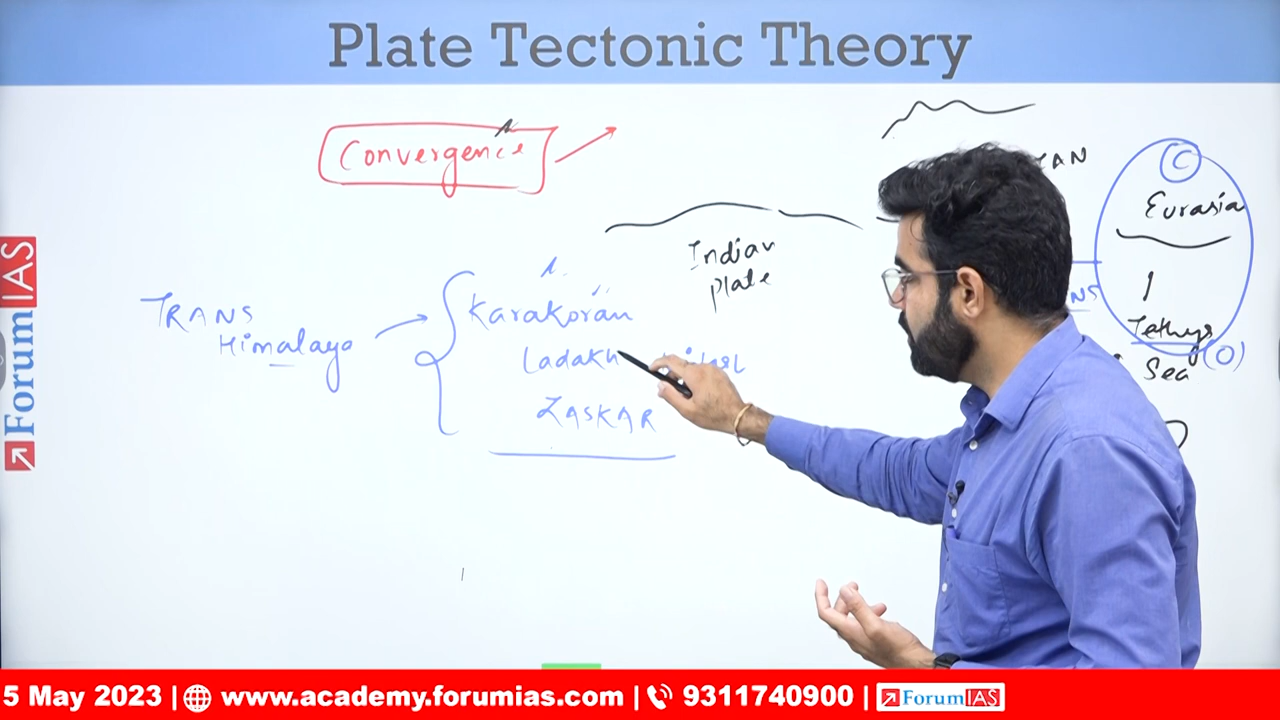 Plate Tectonic Theory
Convergence
Eurasia
Indian
plate
Tethys
(O)
Sea
TRANS
Himalaya
Karakoram
Ladakh
ZASKAR
Forum IAS
5 May 2023 | www.academy.forumias.com | 9311740900 | Forum IAS